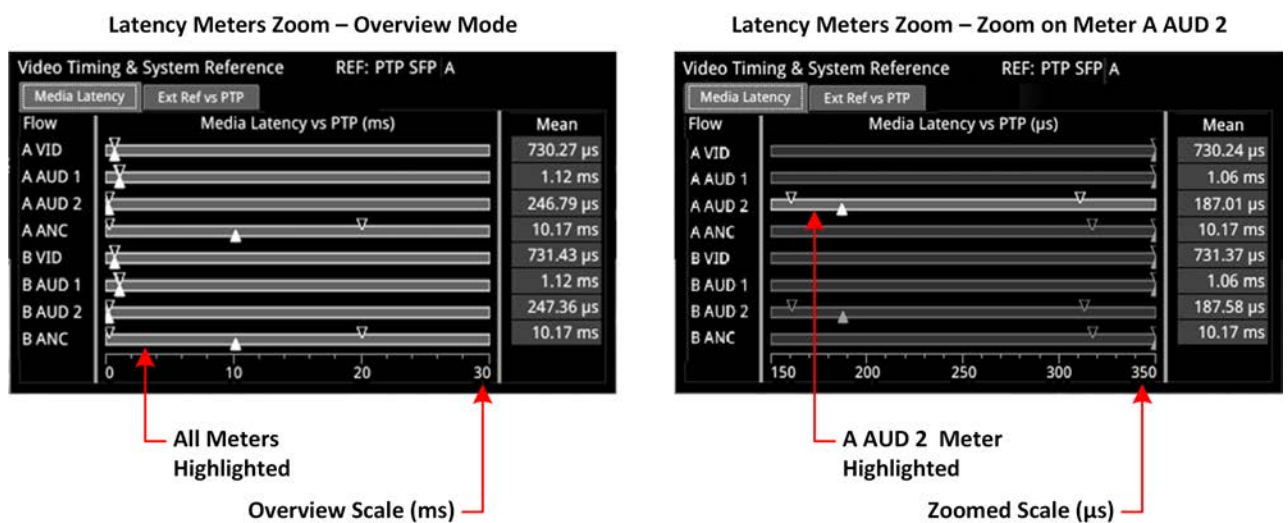 Latency Meters Zoom – Overview Mode
Video Timing & System Reference REF: PTP SFP A
Media Latency Ext Ref vs PTP
Flow Media Latency vs PTP (ms) Mean
A VID 730.27 µs
A AUD 1 1.12 ms
A AUD 2 246.79 µs
A ANC 10.17 ms
B VID 731.43 µs
B AUD 1 1.12 ms
B AUD 2 247.36 µs
B ANC 10.17 ms
0 10 20 30
All Meters
Highlighted
Overview Scale (ms)
Latency Meters Zoom – Zoom on Meter A AUD 2
Video Timing & System Reference REF: PTP SFP A
Media Latency Ext Ref vs PTP
Flow Media Latency vs PTP (µs) Mean
A VID 730.24 µs
A AUD 1 1.06 ms
A AUD 2 187.01 µs
A ANC 10.17 ms
B VID 731.37 µs
B AUD 1 1.06 ms
B AUD 2 187.58 µs
B ANC 10.17 ms
150 200 250 300 350
A AUD 2 Meter
Highlighted
Zoomed Scale (µs)